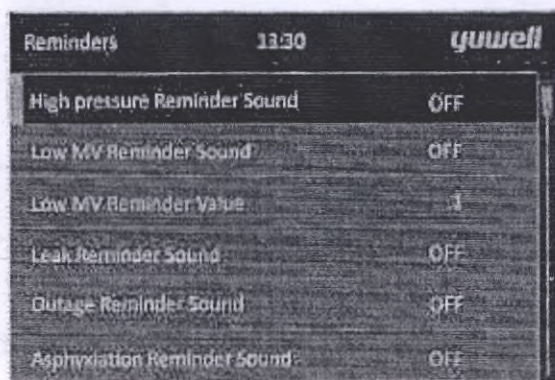 Reminders 13:30 yuwell
High pressure Reminder Sound OFF
Low MV Reminder Sound OFF
Low MV Reminder Value 1
Leak Reminder Sound OFF
Outage Reminder Sound OFF
Asphyxiation Reminder Sound OFF